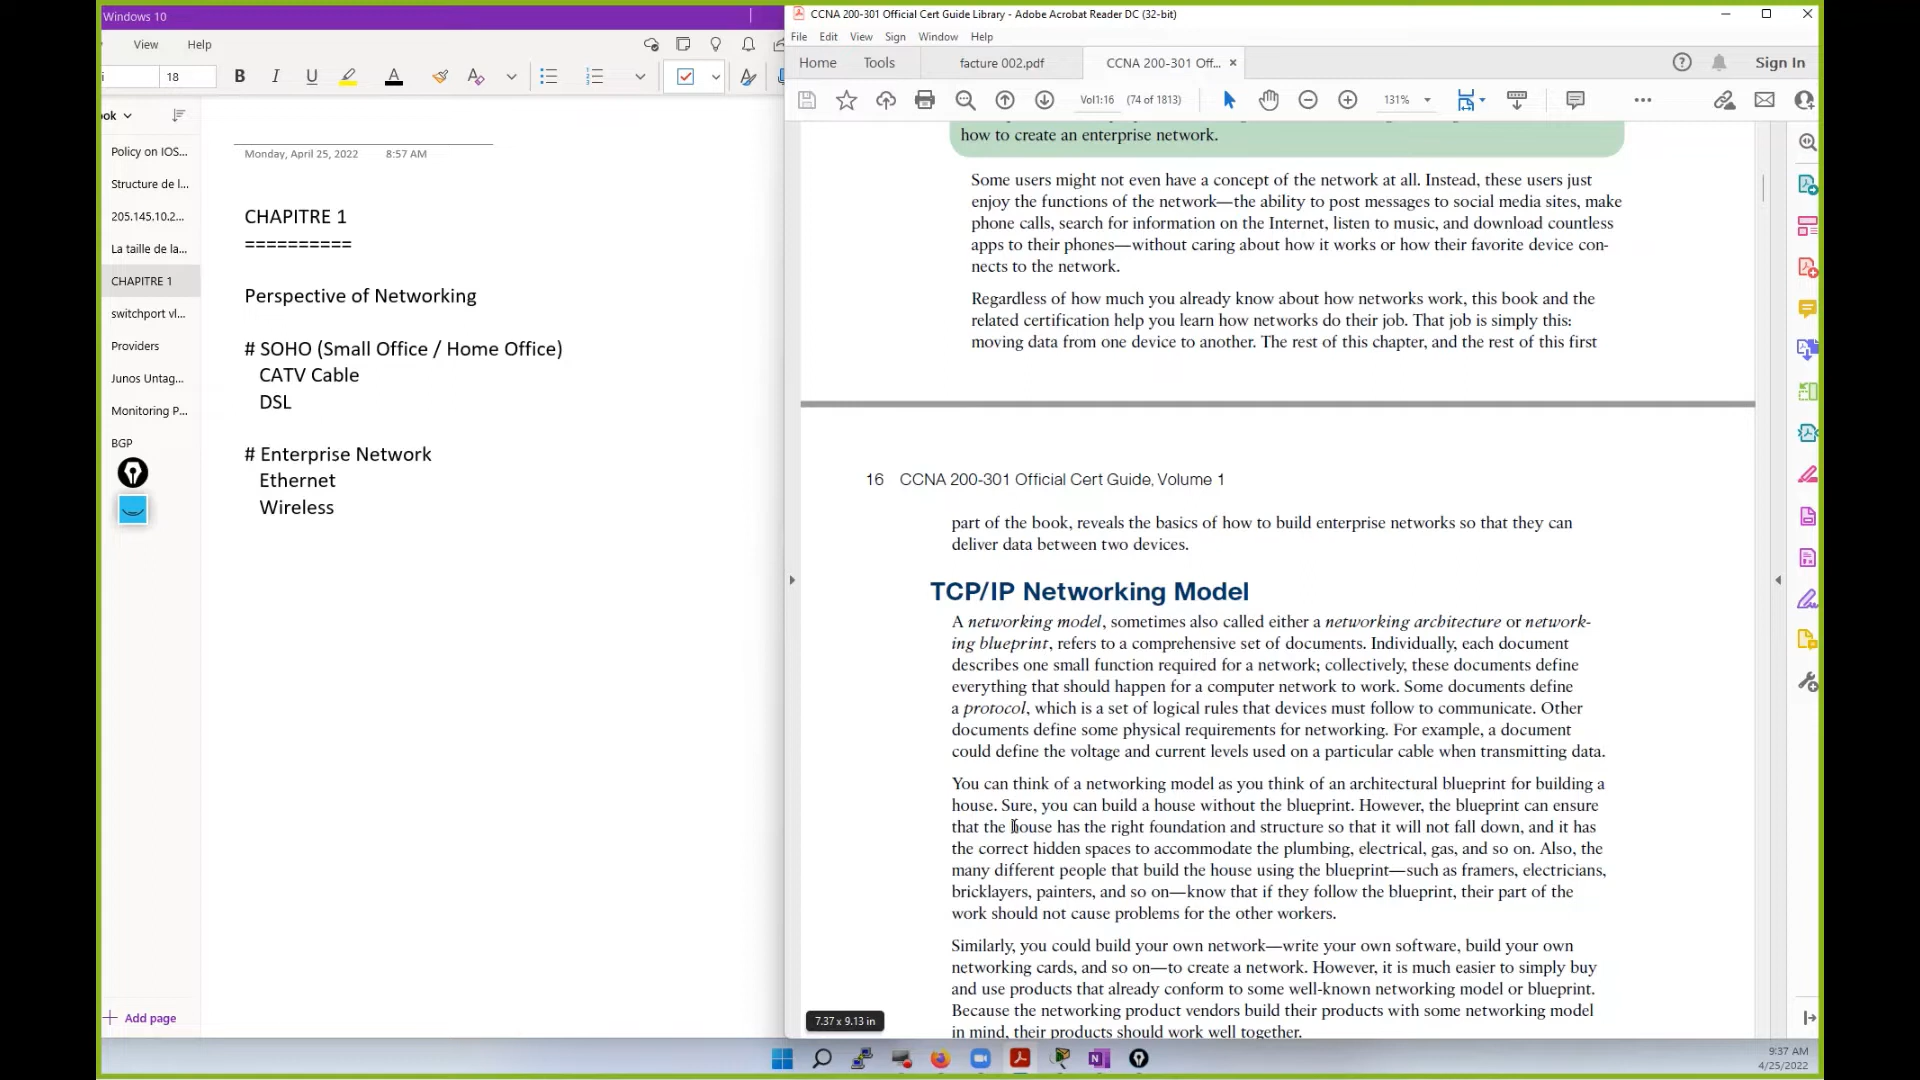 Windows 10
View Help
18 B I U A
ok
Policy on IOS...
Structure de l...
205.145.10.2...
La taille de la...
CHAPITRE 1
switchport vl...
Providers
Junos Untag...
Monitoring P...
BGP
Add page
Monday, April 25, 2022 8:57 AM
CHAPITRE 1
==========
Perspective of Networking
# SOHO (Small Office / Home Office)
CATV Cable
DSL
# Enterprise Network
Ethernet
Wireless
CCNA 200-301 Official Cert Guide Library - Adobe Acrobat Reader DC (32-bit)
File Edit View Sign Window Help
Home Tools facture 002.pdf CCNA 200-301 Off... × Sign In
Vol1:16 (74 of 1813) 131%
how to create an enterprise network.
Some users might not even have a concept of the network at all. Instead, these users just
enjoy the functions of the network—the ability to post messages to social media sites, make
phone calls, search for information on the Internet, listen to music, and download countless
apps to their phones—without caring about how it works or how their favorite device con-
nects to the network.
Regardless of how much you already know about how networks work, this book and the
related certification help you learn how networks do their job. That job is simply this:
moving data from one device to another. The rest of this chapter, and the rest of this first
16 CCNA 200-301 Official Cert Guide, Volume 1
part of the book, reveals the basics of how to build enterprise networks so that they can
deliver data between two devices.
TCP/IP Networking Model
A networking model, sometimes also called either a networking architecture or network-
ing blueprint, refers to a comprehensive set of documents. Individually, each document
describes one small function required for a network; collectively, these documents define
everything that should happen for a computer network to work. Some documents define
a protocol, which is a set of logical rules that devices must follow to communicate. Other
documents define some physical requirements for networking. For example, a document
could define the voltage and current levels used on a particular cable when transmitting data.
You can think of a networking model as you think of an architectural blueprint for building a
house. Sure, you can build a house without the blueprint. However, the blueprint can ensure
that the house has the right foundation and structure so that it will not fall down, and it has
the correct hidden spaces to accommodate the plumbing, electrical, gas, and so on. Also, the
many different people that build the house using the blueprint—such as framers, electricians,
bricklayers, painters, and so on—know that if they follow the blueprint, their part of the
work should not cause problems for the other workers.
Similarly, you could build your own network—write your own software, build your own
networking cards, and so on—to create a network. However, it is much easier to simply buy
and use products that already conform to some well-known networking model or blueprint.
Because the networking product vendors build their products with some networking model
in mind, their products should work well together.
7.37 x 9.13 in
9:37 AM
4/25/2022